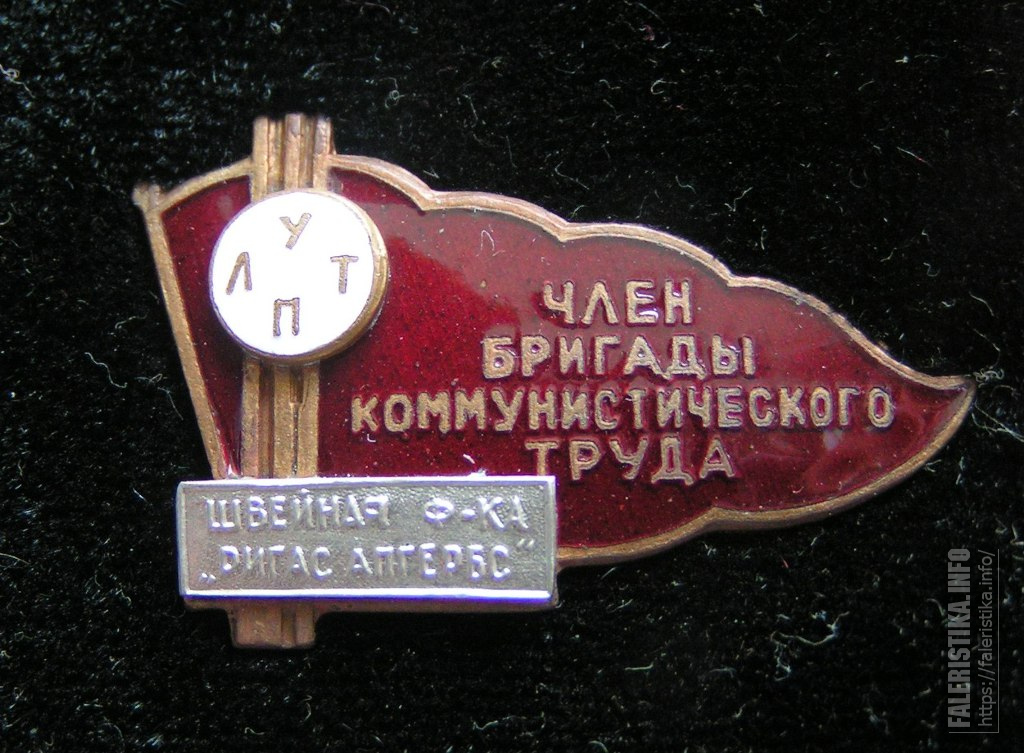 У
Л Т
П
ЧЛЕН
БРИГАДЫ
КОММУНИСТИЧЕСКОГО
ТРУДА
ШВЕЙНАЯ Ф-КА
„РИГАС АПГЕРБС"
FALERISTIKA.INFO
https://faleristika.info/